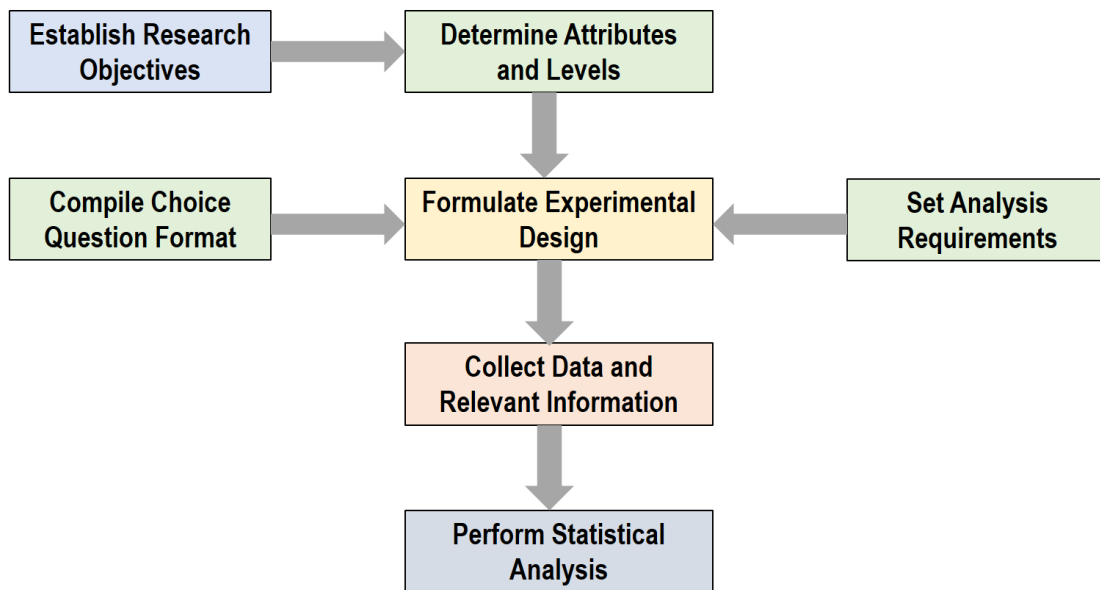 Establish Research
Objectives
Determine Attributes
and Levels
Compile Choice
Question Format
Formulate Experimental
Design
Set Analysis
Requirements
Collect Data and
Relevant Information
Perform Statistical
Analysis